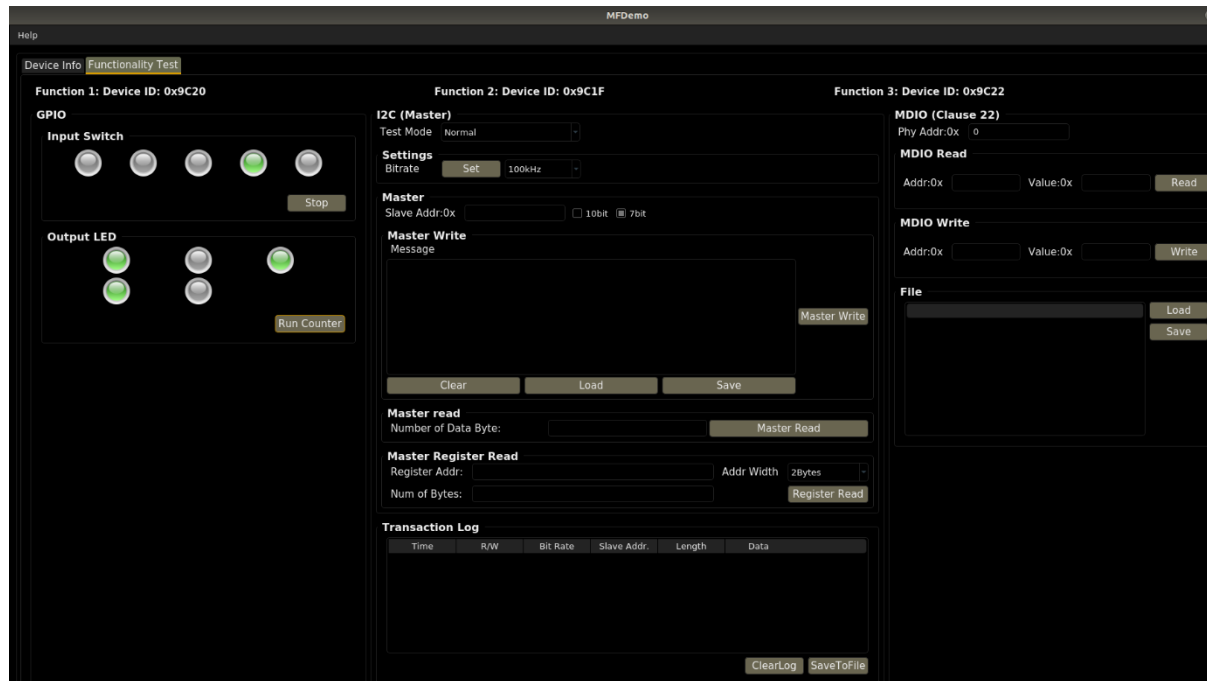 MFDemo
Help
Device Info Functionality Test
Function 1: Device ID: 0x9C20
GPIO
Input Switch
Stop
Output LED
Run Counter
Function 2: Device ID: 0x9C1F
I2C (Master)
Test Mode Normal
Settings
Bitrate Set 100kHz
Master
Slave Addr:0x 10bit 7bit
Master Write
Message
Master Write
Clear Load Save
Master read
Number of Data Byte: Master Read
Master Register Read
Register Addr: Addr Width 2Bytes
Num of Bytes: Register Read
Transaction Log
Time R/W Bit Rate Slave Addr. Length Data
ClearLog SaveToFile
Function 3: Device ID: 0x9C22
MDIO (Clause 22)
Phy Addr:0x 0
MDIO Read
Addr:0x Value:0x Read
MDIO Write
Addr:0x Value:0x Write
File
Load
Save